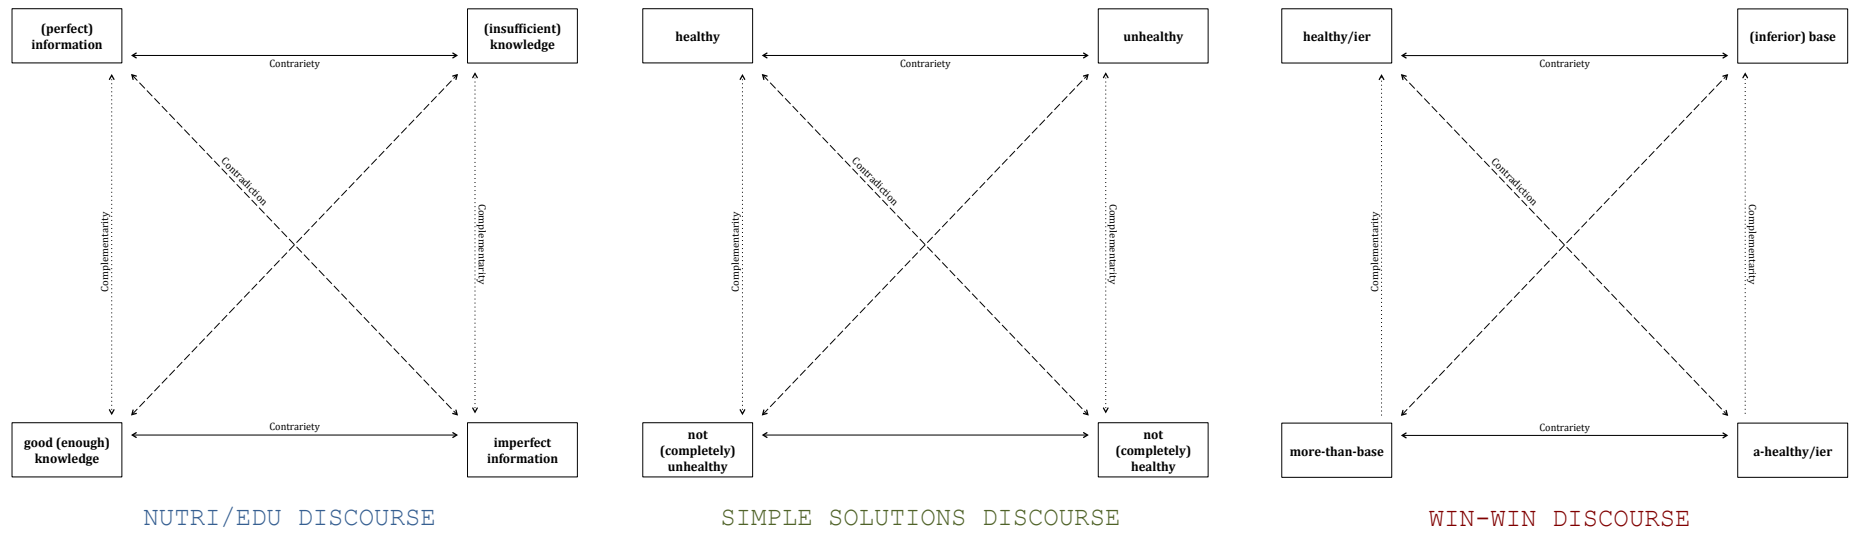 (perfect)
information
(insufficient)
knowledge
Contrariety
Contradiction
Complementarity
Complementarity
good (enough)
knowledge
Contrariety
imperfect
information
NUTRI/EDU DISCOURSE
healthy
unhealthy
Contrariety
Contradiction
Complementarity
Complementarity
not
(completely)
unhealthy
not
(completely)
healthy
SIMPLE SOLUTIONS DISCOURSE
healthy/ier
(inferior) base
Contrariety
Contradiction
Complementarity
Complementarity
more-than-base
Contrariety
a-healthy/ier
WIN-WIN DISCOURSE